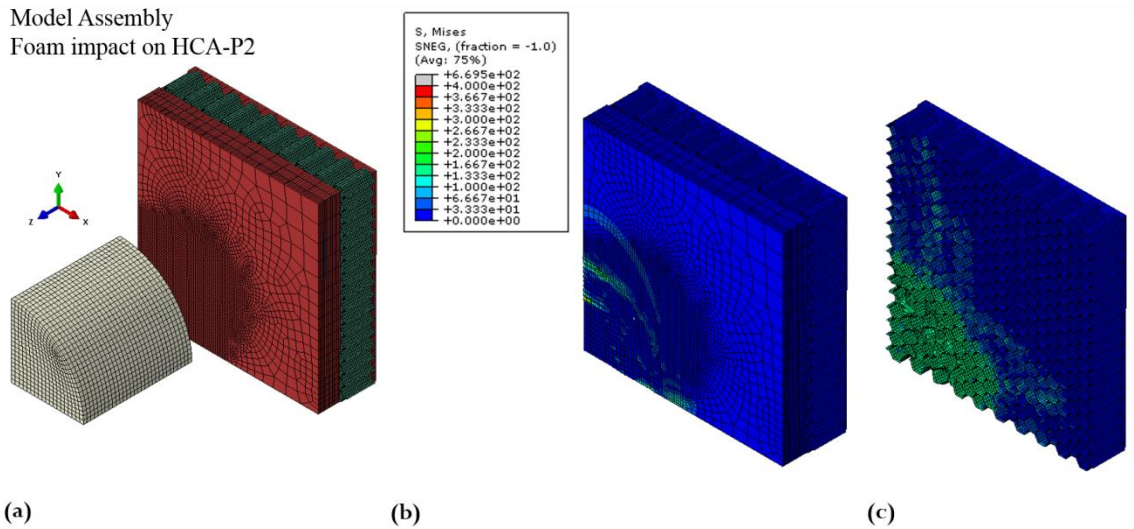 Model Assembly
Foam impact on HCA-P2
S, Mises
SNEG, (fraction = -1.0)
(Avg: 75%)
+6.695e+02
+4.000e+02
+3.667e+02
+3.333e+02
+3.000e+02
+2.667e+02
+2.333e+02
+2.000e+02
+1.667e+02
+1.333e+02
+1.000e+02
+6.667e+01
+3.333e+01
+0.000e+00
Y
Z
X
(a)
(b)
(c)